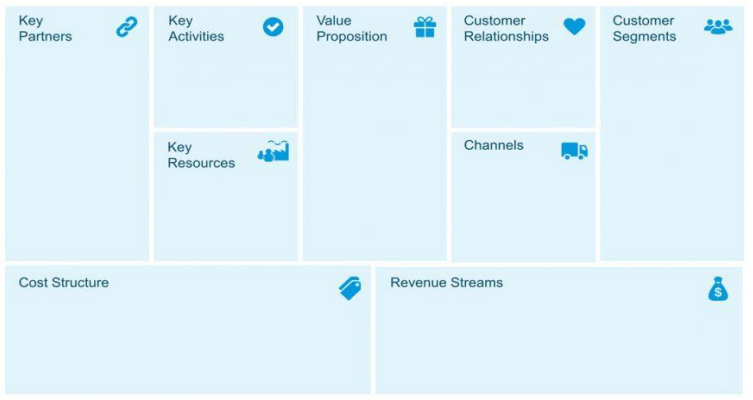 Key
Partners
Key
Activities
Value
Proposition
Customer
Relationships
Customer
Segments
Key
Resources
Channels
Cost Structure
Revenue Streams
$